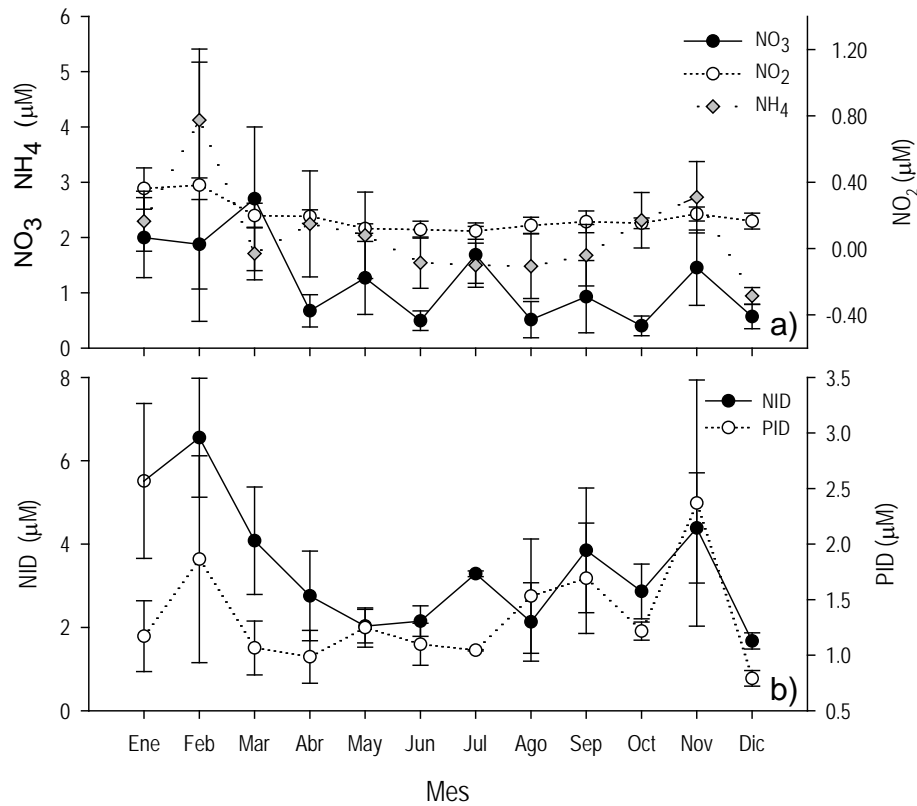 6
5
4
3
2
1
0
NO3 NH4 (μM)
1.20
0.80
0.40
0.00
-0.40
NO2 (μM)
NO3
NO2
NH4
a)
8
6
4
2
0
NID (μM)
3.5
3.0
2.5
2.0
1.5
1.0
0.5
PID (μM)
NID
PID
b)
Ene Feb Mar Abr May Jun Jul Ago Sep Oct Nov Dic
Mes